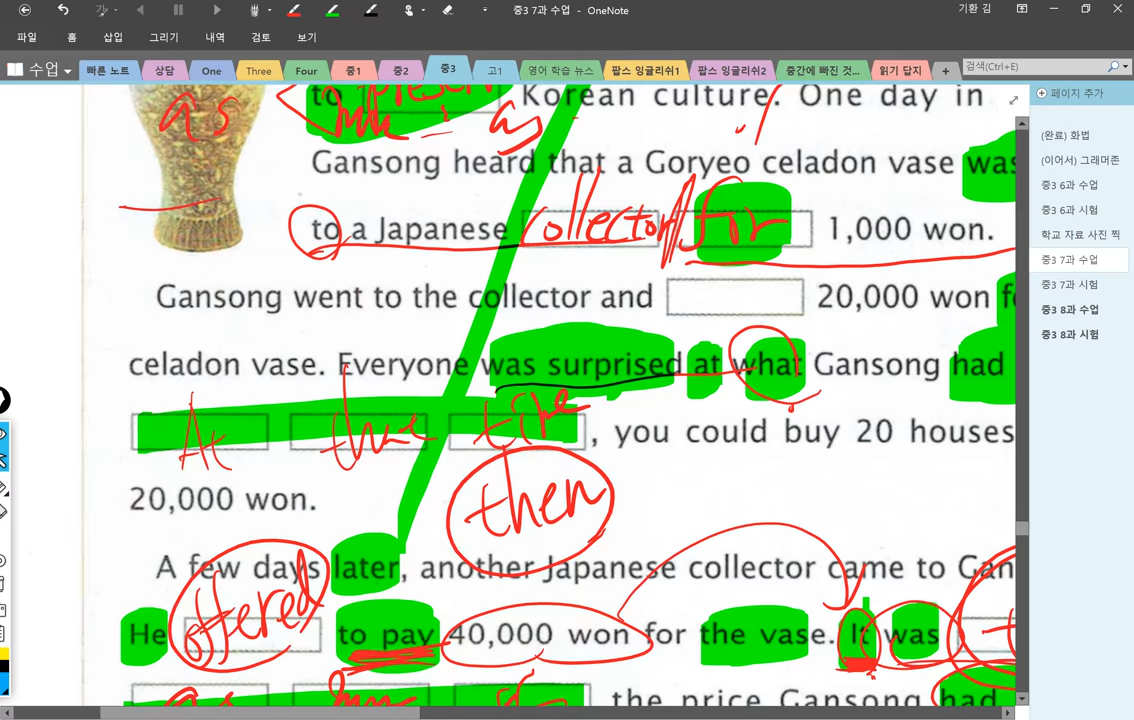 중3 7과 수업 - OneNote
기환 김
파일 홈 삽입 그리기 내역 검토 보기
수업 빠른 노트 상담 One Three Four 중1 중2 중3 고1 영어 학습 뉴스 팝스 잉글리쉬1 팝스 잉글리쉬2 중간에 빠진 것... 읽기 답지 + 검색(Ctrl+E)
페이지 추가
(완료) 화법
(이어서) 그래머존
중3 6과 수업
중3 6과 시험
학교 자료 사진 찍
중3 7과 수업
중3 7과 시험
중3 8과 수업
중3 8과 시험
as to present Korean culture. One day in
as
Gansong heard that a Goryeo celadon vase was
to a Japanese collector for 1,000 won.
Gansong went to the collector and 20,000 won
celadon vase. Everyone was surprised at what Gansong had
At that time, you could buy 20 houses
20,000 won. then
A few days later, another Japanese collector came to Gan
He offered to pay 40,000 won for the vase. It was
as the price Gansong had